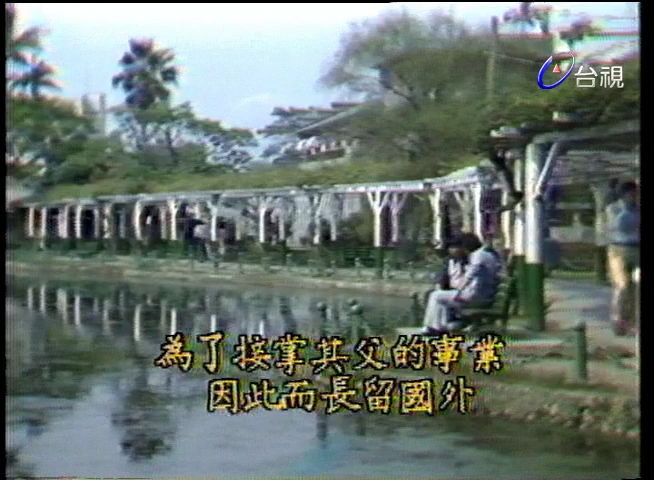 台視
為了接掌其父的事業
因此而長留國外